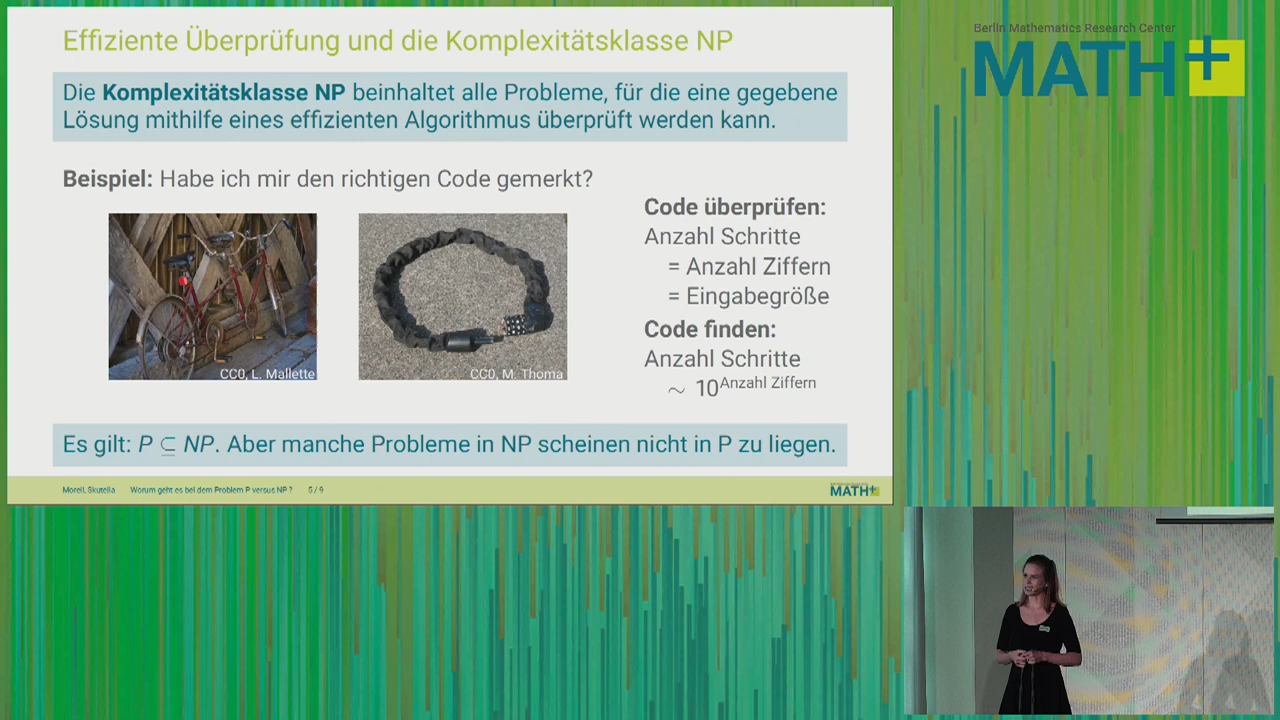 Effiziente Überprüfung und die Komplexitätsklasse NP
Die Komplexitätsklasse NP beinhaltet alle Probleme, für die eine gegebene
Lösung mithilfe eines effizienten Algorithmus überprüft werden kann.
Beispiel: Habe ich mir den richtigen Code gemerkt?
CC0, L. Mallette
CC0, M. Thoma
Code überprüfen:
Anzahl Schritte
= Anzahl Ziffern
= Eingabegröße
Code finden:
Anzahl Schritte
∼ 10^Anzahl Ziffern
Es gilt: P ⊆ NP. Aber manche Probleme in NP scheinen nicht in P zu liegen.
Morell, Skutella Worum geht es bei dem Problem P versus NP ? 5 / 9
MATH+
Berlin Mathematics Research Center
MATH+